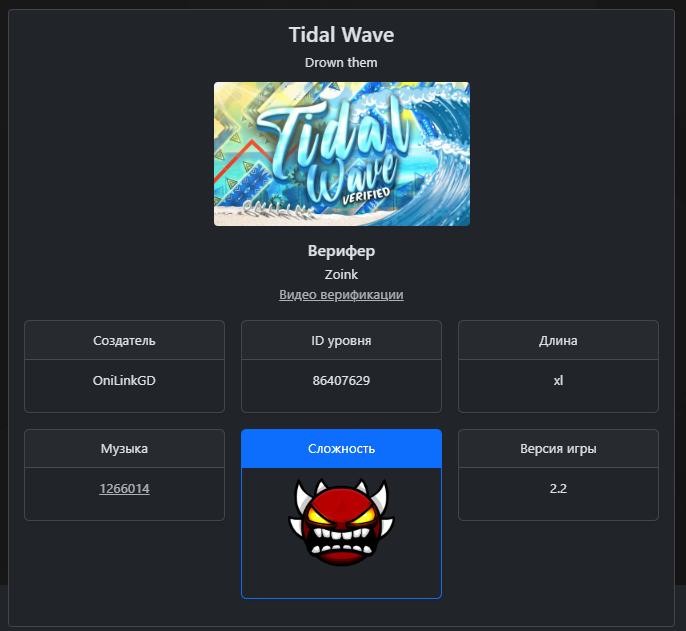 Tidal Wave
Drown them
Tidal
Wave
VERIFIED
Верифер
Zoink
Видео верификации
Создатель
ID уровня
Длина
OniLinkGD
86407629
xl
Музыка
Сложность
Версия игры
1266014
2.2